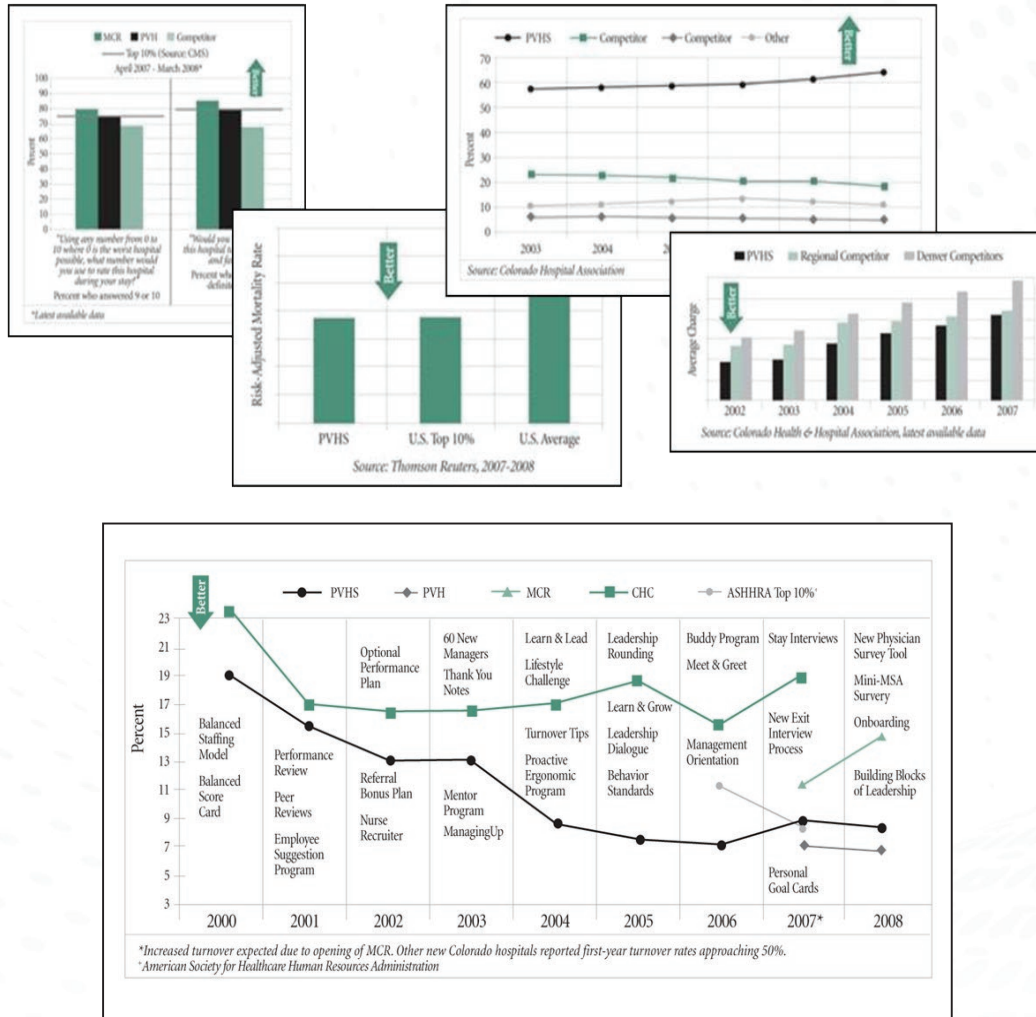 MCR PVH Competitor
Top 10% (Source: CMS)
April 2007 - March 2008*
Better
Percent
100
90
80
70
60
50
40
30
20
10
0
"Using any number from 0 to
10 where 0 is the worst hospital
possible, what number would
you use to rate this hospital
during your stay?"
Percent who answered 9 or 10
"Would you
this hospital
and
Percent
*Latest available data
PVHS Competitor Competitor Other
Better
Percent
70
60
50
40
30
20
10
0
2003 2004
Source: Colorado Hospital Association
Risk-Adjusted Mortality Rate
Better
PVHS U.S. Top 10% U.S. Average
Source: Thomson Reuters, 2007-2008
PVHS Regional Competitor Denver Competitors
Better
Average Charge
2002 2003 2004 2005 2006 2007
Source: Colorado Health & Hospital Association, latest available data
Better
PVHS PVH MCR CHC ASHHRA Top 10%⁺
Percent
23
19
17
15
13
11
9
7
5
3
Balanced
Staffing
Model
Balanced
Score
Card
Performance
Review
Peer
Reviews
Employee
Suggestion
Program
Optional
Performance
Plan
Referral
Bonus Plan
Nurse
Recruiter
60 New
Managers
Thank You
Notes
Mentor
Program
ManagingUp
Learn & Lead
Lifestyle
Challenge
Turnover Tips
Proactive
Ergonomic
Program
Leadership
Rounding
Learn & Grow
Leadership
Dialogue
Behavior
Standards
Buddy Program
Meet & Greet
Management
Orientation
Stay Interviews
New Exit
Interview
Process
Personal
Goal Cards
New Physician
Survey Tool
Mini-MSA
Survery
Onboarding
Building Blocks
of Leadership
2000 2001 2002 2003 2004 2005 2006 2007* 2008
*Increased turnover expected due to opening of MCR. Other new Colorado hospitals reported first-year turnover rates approaching 50%.
⁺American Society for Healthcare Human Resources Administration